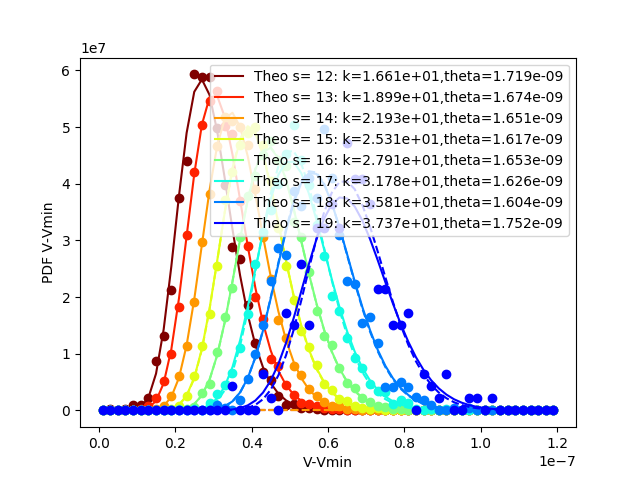 1e7
6
5
4
3
2
1
0
PDF V-Vmin
Theo s= 12: k=1.661e+01,theta=1.719e-09
Theo s= 13: k=1.899e+01,theta=1.674e-09
Theo s= 14: k=2.193e+01,theta=1.651e-09
Theo s= 15: k=2.531e+01,theta=1.617e-09
Theo s= 16: k=2.791e+01,theta=1.653e-09
Theo s= 17: k=3.178e+01,theta=1.626e-09
Theo s= 18: k=3.581e+01,theta=1.604e-09
Theo s= 19: k=3.737e+01,theta=1.752e-09
0.0 0.2 0.4 0.6 0.8 1.0 1.2
V-Vmin
1e−7